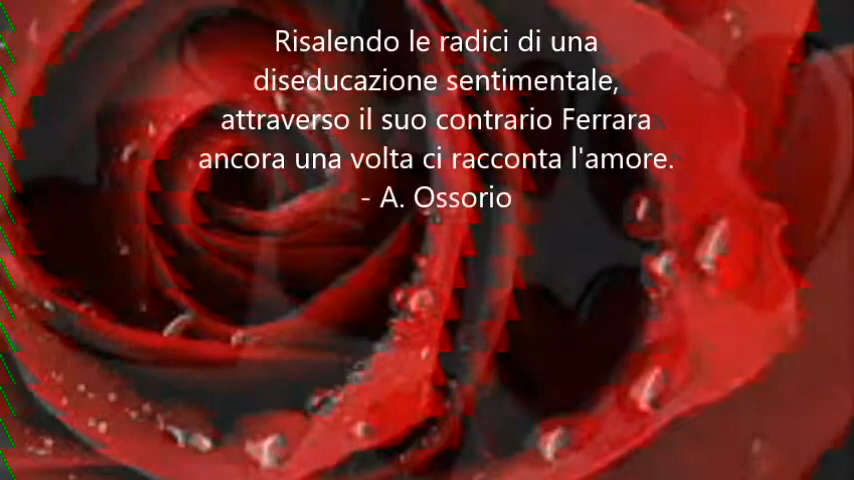 Risalendo le radici di una
diseducazione sentimentale,
attraverso il suo contrario Ferrara
ancora una volta ci racconta l'amore.
- A. Ossorio